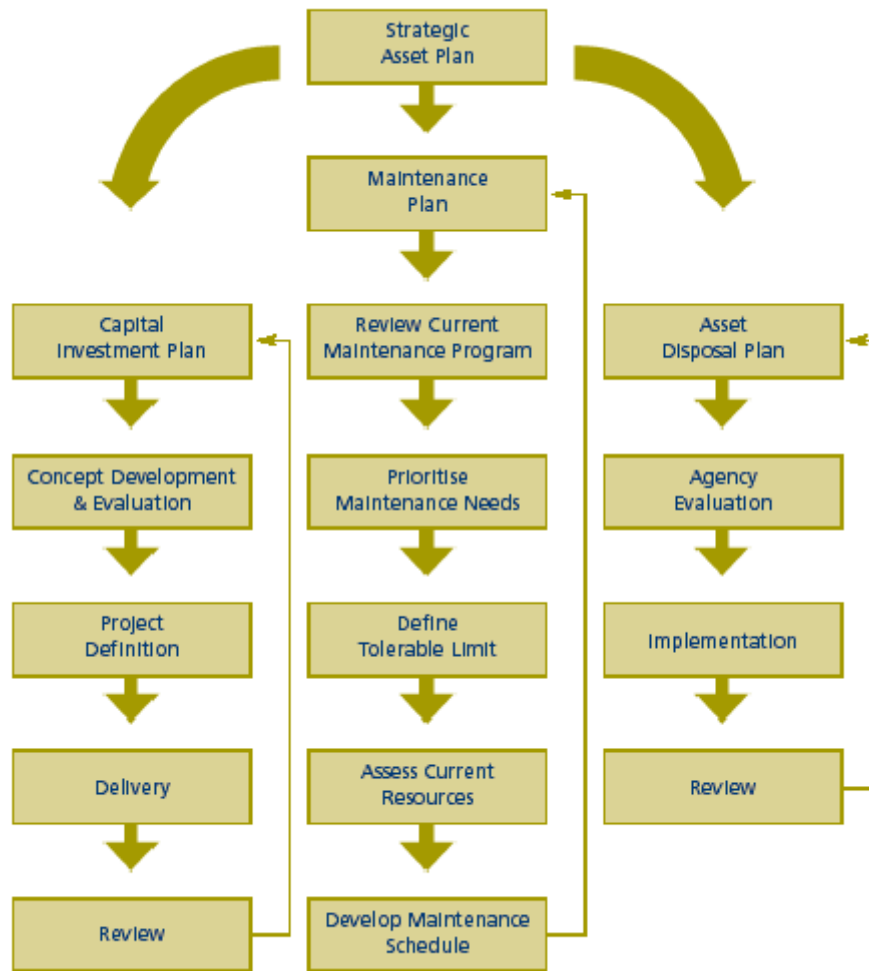 Strategic
Asset Plan
Maintenance
Plan
Capital
Investment Plan
Review Current
Maintenance Program
Asset
Disposal Plan
Concept Development
& Evaluation
Prioritise
Maintenance Needs
Agency
Evaluation
Project
Definition
Define
Tolerable Limit
Implementation
Delivery
Assess Current
Resources
Review
Review
Develop Maintenance
Schedule